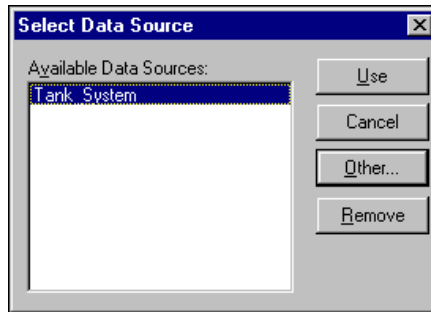 Select Data Source
Available Data Sources:
Tank_System
Use
Cancel
Other...
Remove